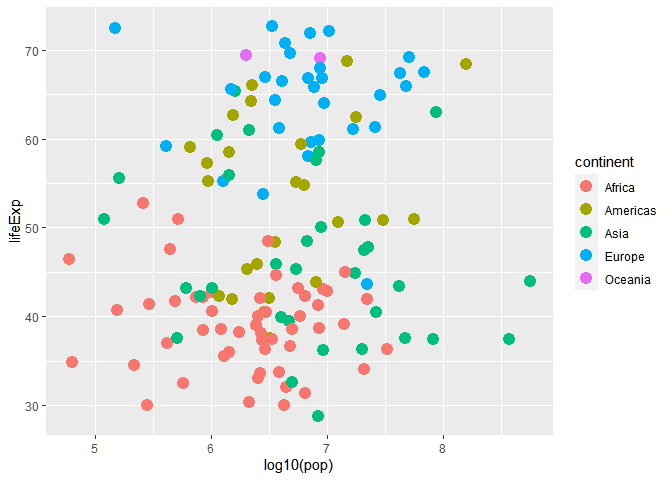 70
60
50
40
30
lifeExp
5 6 7 8
log10(pop)
continent
Africa
Americas
Asia
Europe
Oceania